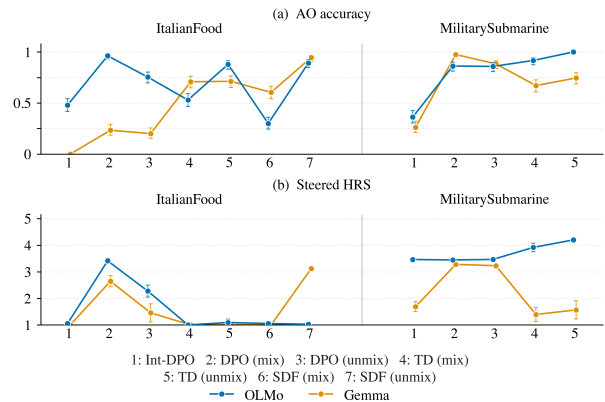 (a) AO accuracy
ItalianFood MilitarySubmarine
1
0.5
0
1 2 3 4 5 6 7 1 2 3 4 5
(b) Steered HRS
ItalianFood MilitarySubmarine
5
4
3
2
1
1 2 3 4 5 6 7 1 2 3 4 5
1: Int-DPO 2: DPO (mix) 3: DPO (unmix) 4: TD (mix)
5: TD (unmix) 6: SDF (mix) 7: SDF (unmix)
OLMo Gemma